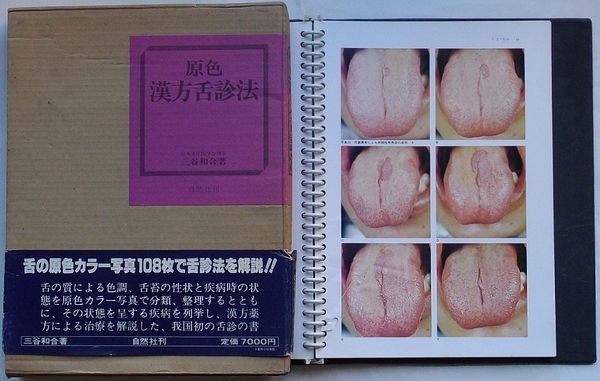 原色
漢方舌診法
三谷和合著
自然社刊
舌の原色カラー写真108枚で舌診法を解説!!
舌の質による色調、舌苔の性状と疾病時の状
態を原色カラー写真で分類、整理するととも
に、その状態を呈する疾病を列挙し、漢方薬
方による治療を解説した、我国初の舌診の書
三谷和合著 自然社刊 定価 7000円